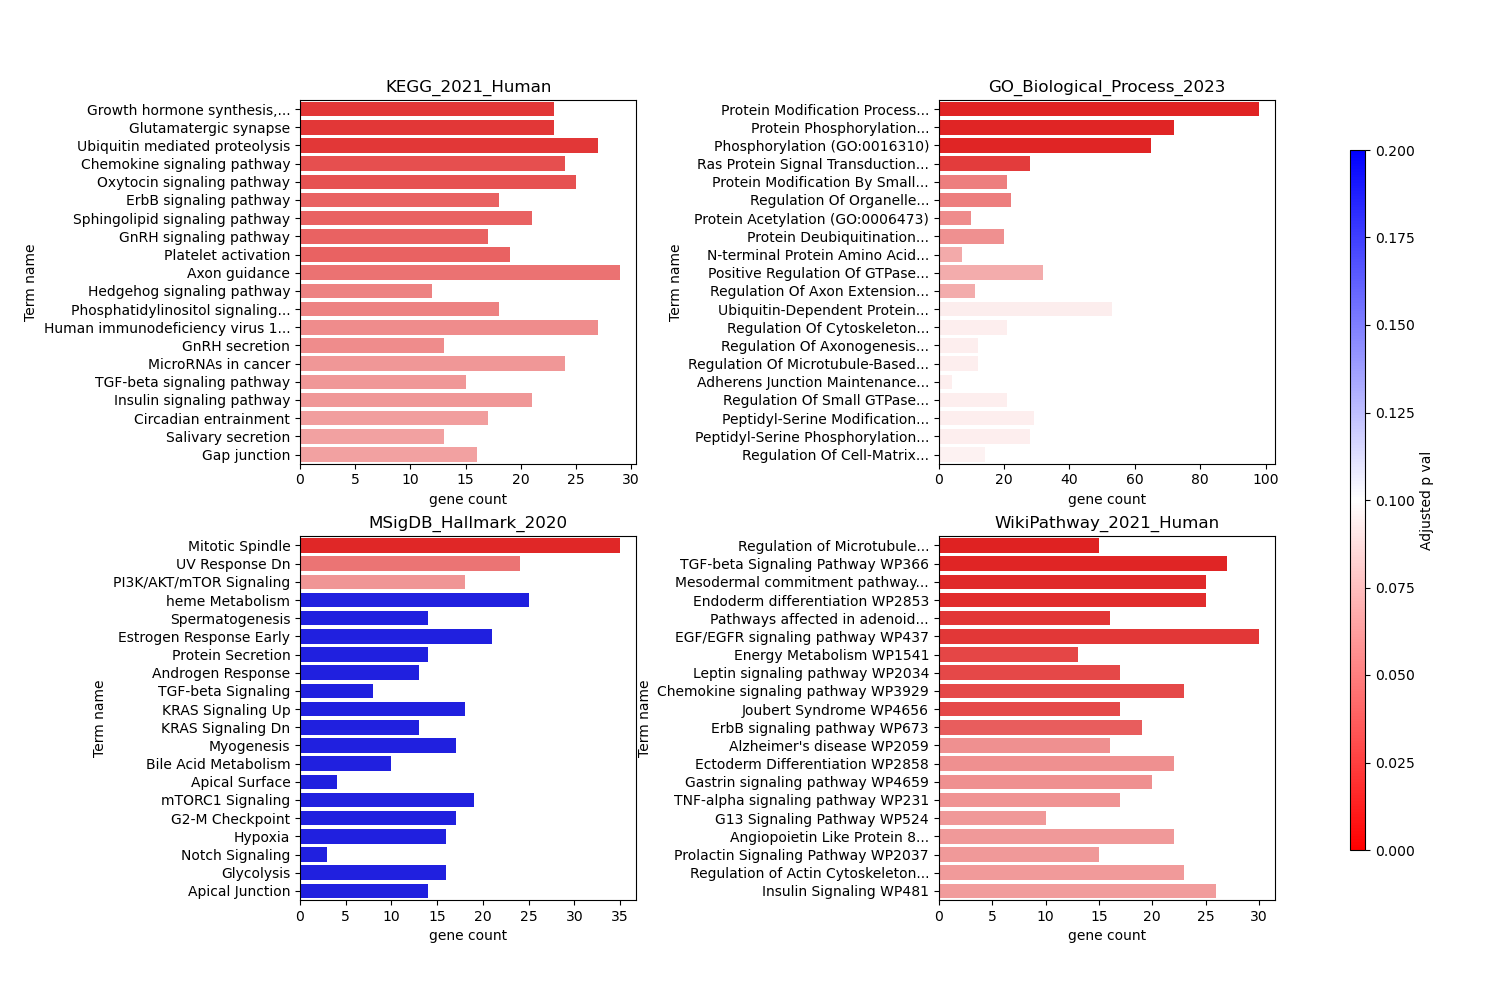 KEGG_2021_Human
Growth hormone synthesis,...
Glutamatergic synapse
Ubiquitin mediated proteolysis
Chemokine signaling pathway
Oxytocin signaling pathway
ErbB signaling pathway
Sphingolipid signaling pathway
GnRH signaling pathway
Platelet activation
Axon guidance
Hedgehog signaling pathway
Phosphatidylinositol signaling...
Human immunodeficiency virus 1...
GnRH secretion
MicroRNAs in cancer
TGF-beta signaling pathway
Insulin signaling pathway
Circadian entrainment
Salivary secretion
Gap junction
Term name
0 5 10 15 20 25 30
gene count
GO_Biological_Process_2023
Protein Modification Process...
Protein Phosphorylation...
Phosphorylation (GO:0016310)
Ras Protein Signal Transduction...
Protein Modification By Small...
Regulation Of Organelle...
Protein Acetylation (GO:0006473)
Protein Deubiquitination...
N-terminal Protein Amino Acid...
Positive Regulation Of GTPase...
Regulation Of Axon Extension...
Ubiquitin-Dependent Protein...
Regulation Of Cytoskeleton...
Regulation Of Axonogenesis...
Regulation Of Microtubule-Based...
Adherens Junction Maintenance...
Regulation Of Small GTPase...
Peptidyl-Serine Modification...
Peptidyl-Serine Phosphorylation...
Regulation Of Cell-Matrix...
Term name
0 20 40 60 80 100
gene count
MSigDB_Hallmark_2020
Mitotic Spindle
UV Response Dn
PI3K/AKT/mTOR Signaling
heme Metabolism
Spermatogenesis
Estrogen Response Early
Protein Secretion
Androgen Response
TGF-beta Signaling
KRAS Signaling Up
KRAS Signaling Dn
Myogenesis
Bile Acid Metabolism
Apical Surface
mTORC1 Signaling
G2-M Checkpoint
Hypoxia
Notch Signaling
Glycolysis
Apical Junction
Term name
0 5 10 15 20 25 30 35
gene count
WikiPathway_2021_Human
Regulation of Microtubule...
TGF-beta Signaling Pathway WP366
Mesodermal commitment pathway...
Endoderm differentiation WP2853
Pathways affected in adenoid...
EGF/EGFR signaling pathway WP437
Energy Metabolism WP1541
Leptin signaling pathway WP2034
Chemokine signaling pathway WP3929
Joubert Syndrome WP4656
ErbB signaling pathway WP673
Alzheimer's disease WP2059
Ectoderm Differentiation WP2858
Gastrin signaling pathway WP4659
TNF-alpha signaling pathway WP231
G13 Signaling Pathway WP524
Angiopoietin Like Protein 8...
Prolactin Signaling Pathway WP2037
Regulation of Actin Cytoskeleton...
Insulin Signaling WP481
Term name
0 5 10 15 20 25 30
gene count
0.200
0.175
0.150
0.125
0.100
0.075
0.050
0.025
0.000
Adjusted p val